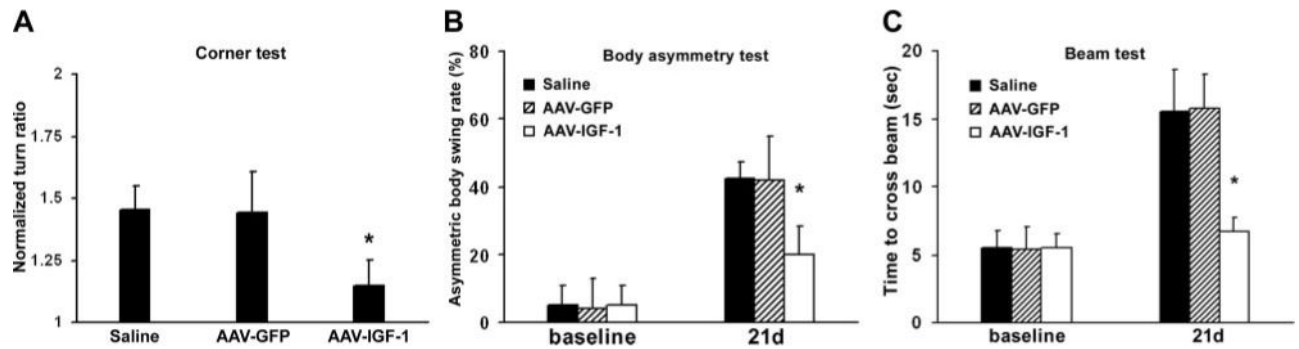 A
Corner test
Normalized turn ratio
2
1.75
1.5
1.25
1
Saline AAV-GFP AAV-IGF-1
*
B
Body asymmetry test
Asymmetric body swing rate (%)
80
60
40
20
0
Saline
AAV-GFP
AAV-IGF-1
*
baseline 21d
C
Beam test
Time to cross beam (sec)
20
15
10
5
0
Saline
AAV-GFP
AAV-IGF-1
*
baseline 21d